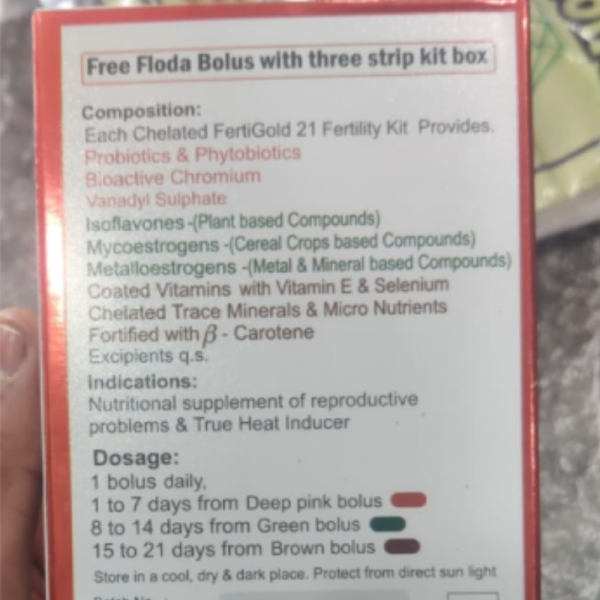 Free Floda Bolus with three strip kit box
Composition:
Each Chelated FertiGold 21 Fertility Kit Provides.
Probiotics & Phytobiotics
Bioactive Chromium
Vanadyl Sulphate
Isoflavones -(Plant based Compounds)
Mycoestrogens -(Cereal Crops based Compounds)
Metalloestrogens -(Metal & Mineral based Compounds)
Coated Vitamins with Vitamin E & Selenium
Chelated Trace Minerals & Micro Nutrients
Fortified with β - Carotene
Excipients q.s.
Indications:
Nutritional supplement of reproductive
problems & True Heat Inducer
Dosage:
1 bolus daily.
1 to 7 days from Deep pink bolus
8 to 14 days from Green bolus
15 to 21 days from Brown bolus
Store in a cool, dry & dark place. Protect from direct sun light